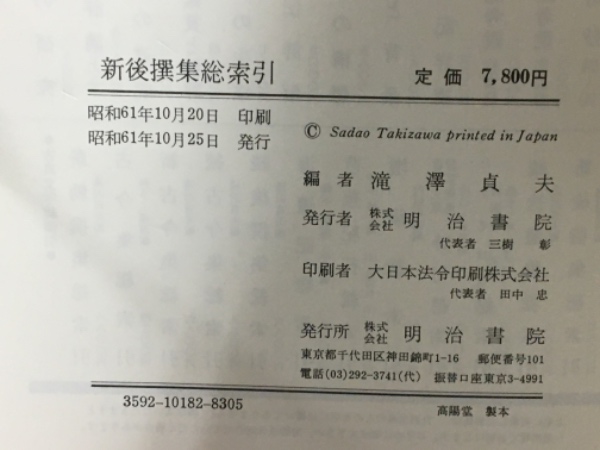 新後撰集総索引 定価 7,800円
昭和61年10月20日 印刷
昭和61年10月25日 発行
© Sadao Takizawa printed in Japan
編者 滝澤貞夫
発行者 株式会社 明治書院
代表者 三樹 彰
印刷者 大日本法令印刷株式会社
代表者 田中 忠
発行所 株式会社 明治書院
東京都千代田区神田錦町1-16 郵便番号101
電話(03)292-3741(代) 振替口座東京3-4991
3592-10182-8305 高陽堂 製本